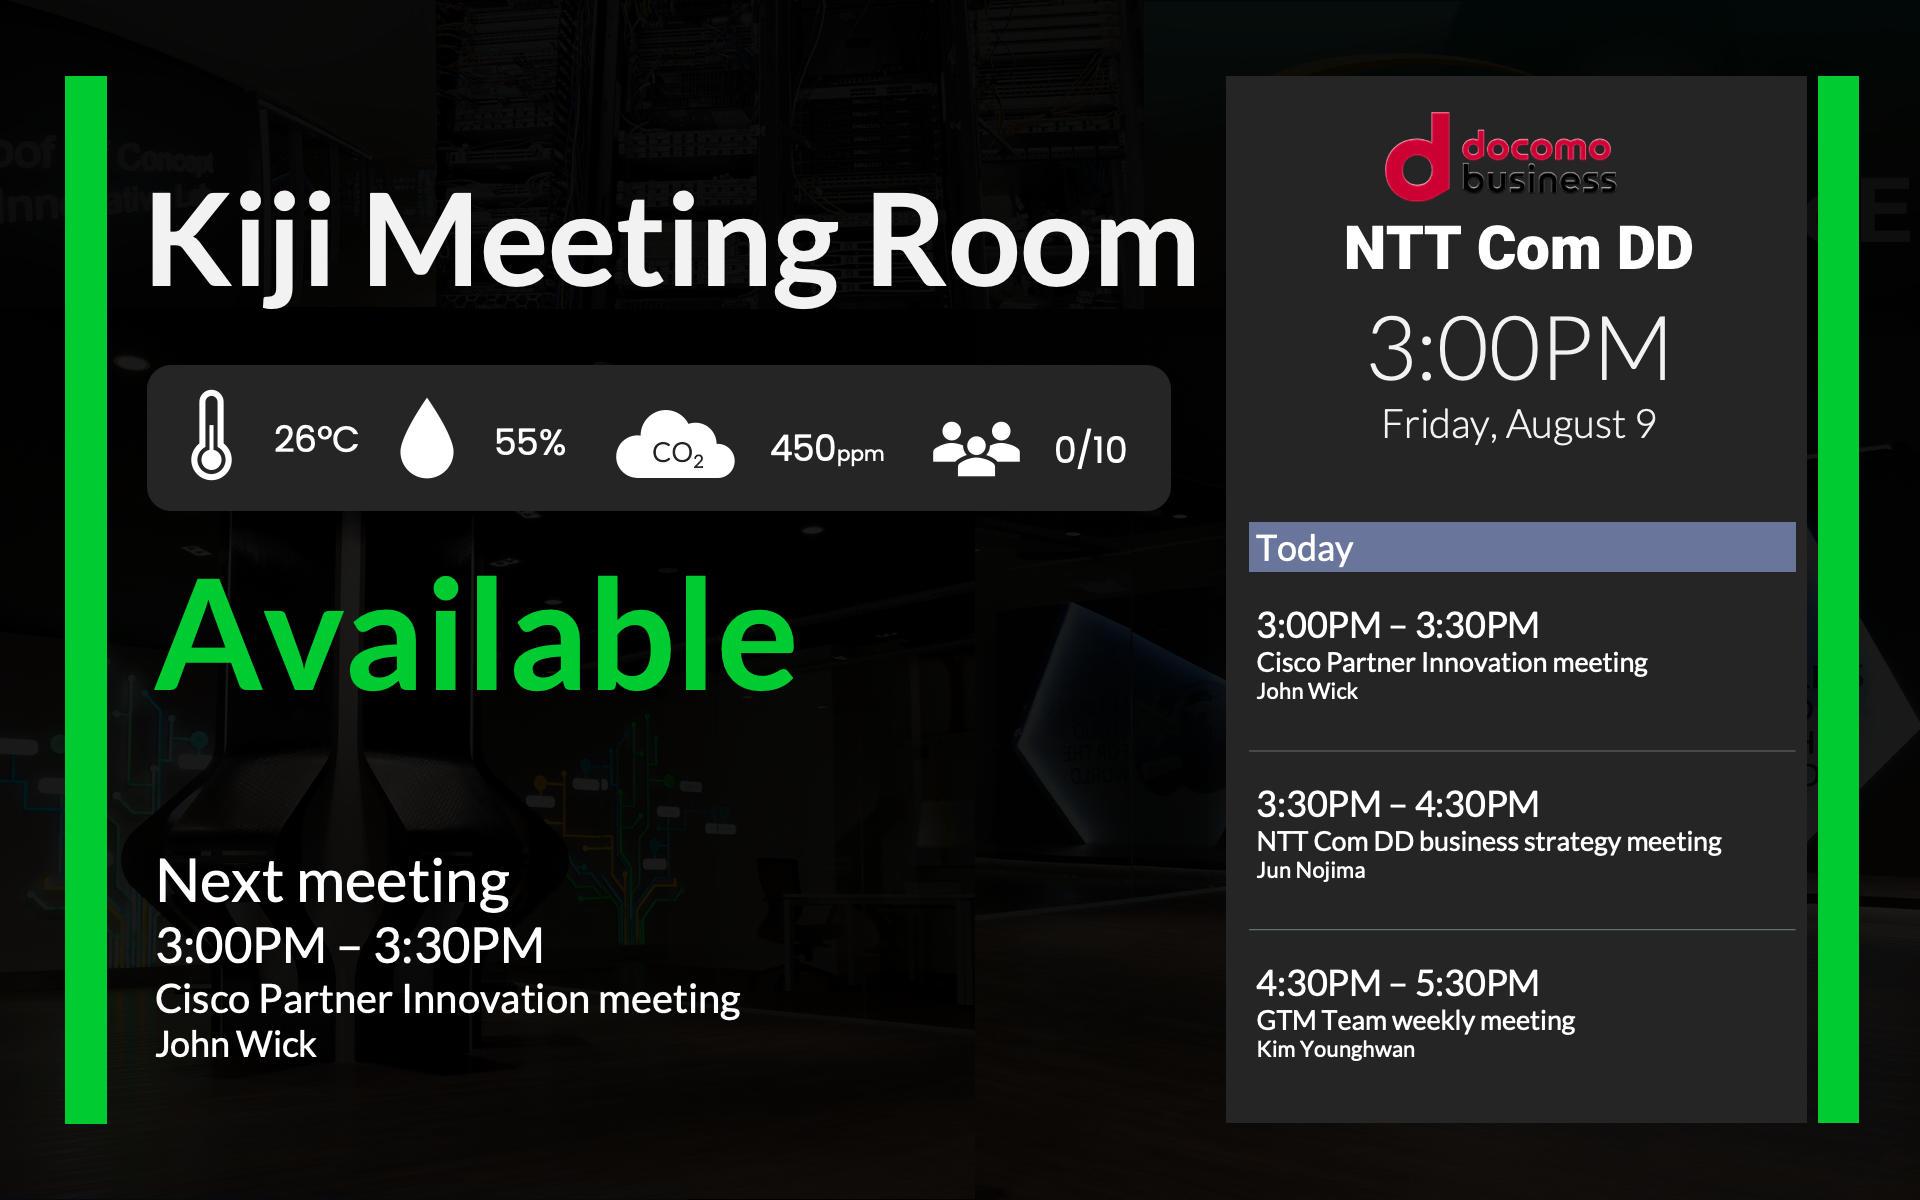 Kiji Meeting Room
26°C
55%
CO₂
450ppm
0/10
Available
Next meeting
3:00PM – 3:30PM
Cisco Partner Innovation meeting
John Wick
docomo
business
NTT Com DD
3:00PM
Friday, August 9
Today
3:00PM – 3:30PM
Cisco Partner Innovation meeting
John Wick
3:30PM – 4:30PM
NTT Com DD business strategy meeting
Jun Nojima
4:30PM – 5:30PM
GTM Team weekly meeting
Kim Younghwan